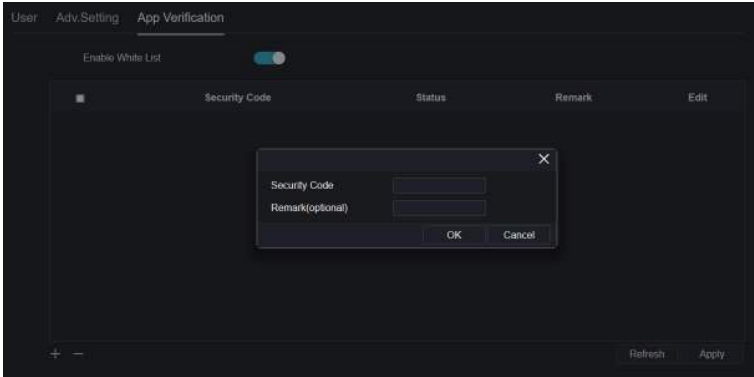 User Adv.Setting App Verification
Enable White List
Security Code Status Remark Edit
Security Code
Remark(optional)
OK Cancel
Refresh Apply